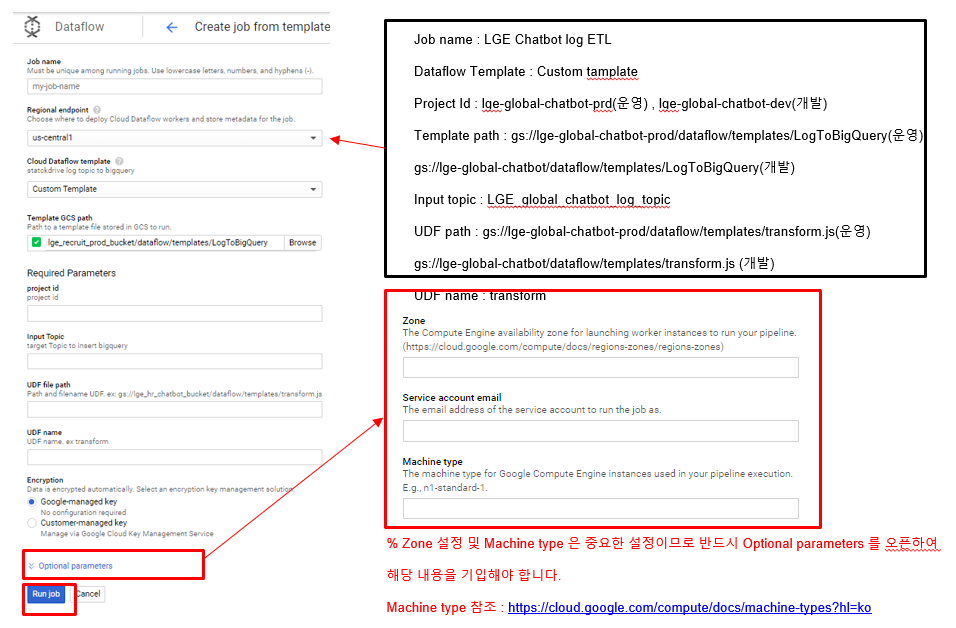 Dataflow
Create job from template
Job name
Must be unique among running jobs. Use lowercase letters, numbers, and hyphens (-).
my-job-name
Regional endpoint
Choose where to deploy Cloud Dataflow workers and store metadata for the job.
us-central1
Cloud Dataflow template
statckdrive log topic to bigquery
Custom Template
Template GCS path
Path to a template file stored in GCS to run.
lge_recruit_prod_bucket/dataflow/templates/LogToBigQuery
Browse
Required Parameters
project id
project id
Input Topic
target Topic to insert bigquery
UDF file path
Path and filename UDF. ex: gs://lge_hr_chatbot_bucket/dataflow/templates/transform.js
UDF name
UDF name. ex transform
Encryption
Data is encrypted automatically. Select an encryption key management solution.
Google-managed key
No configuration required
Customer-managed key
Manage via Google Cloud Key Management Service
Optional parameters
Run job
Cancel
Job name : LGE Chatbot log ETL
Dataflow Template : Custom tamplate
Project Id : lge-global-chatbot-prd(운영) , lge-global-chatbot-dev(개발)
Template path : gs://lge-global-chatbot-prod/dataflow/templates/LogToBigQuery(운영)
gs://lge-global-chatbot/dataflow/templates/LogToBigQuery(개발)
Input topic : LGE_global_chatbot_log_topic
UDF path : gs://lge-global-chatbot-prod/dataflow/templates/transform.js(운영)
gs://lge-global-chatbot/dataflow/templates/transform.js (개발)
UDF name : transform
Zone
The Compute Engine availability zone for launching worker instances to run your pipeline.
(https://cloud.google.com/compute/docs/regions-zones/regions-zones)
Service account email
The email address of the service account to run the job as.
Machine type
The machine type for Google Compute Engine instances used in your pipeline execution.
E.g., n1-standard-1.
% Zone 설정 및 Machine type 은 중요한 설정이므로 반드시 Optional parameters 를 오픈하여,
해당 내용을 기입해야 합니다.
Machine type 참조 : https://cloud.google.com/compute/docs/machine-types?hl=ko